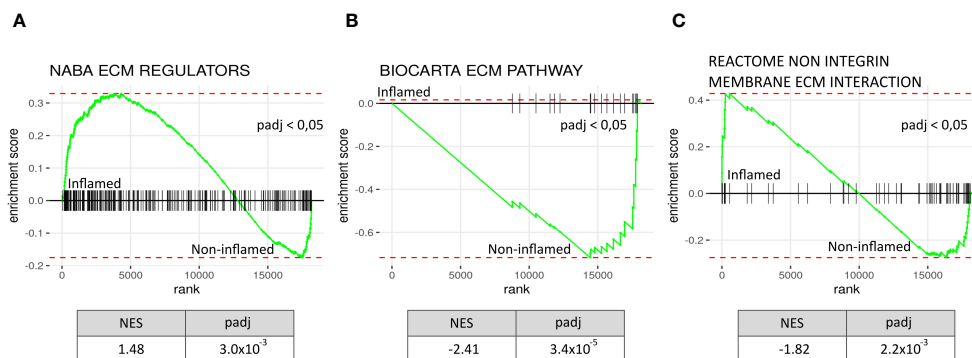 A
NABA ECM REGULATORS
0.3
0.2
0.1
0.0
-0.1
-0.2
enrichment score
padj < 0,05
Inflamed
Non-inflamed
0
5000
10000
15000
rank
NES padj
1.48 3.0x10⁻³
B
BIOCARTA ECM PATHWAY
Inflamed
0.0
-0.2
-0.4
-0.6
enrichment score
padj < 0,05
Non-inflamed
0
5000
10000
15000
rank
NES padj
-2.41 3.4x10⁻⁵
C
REACTOME NON INTEGRIN
MEMBRANE ECM INTERACTION
0.4
0.2
0.0
-0.2
enrichment score
padj < 0,05
Inflamed
Non-inflamed
0
5000
10000
15000
rank
NES padj
-1.82 2.2x10⁻³